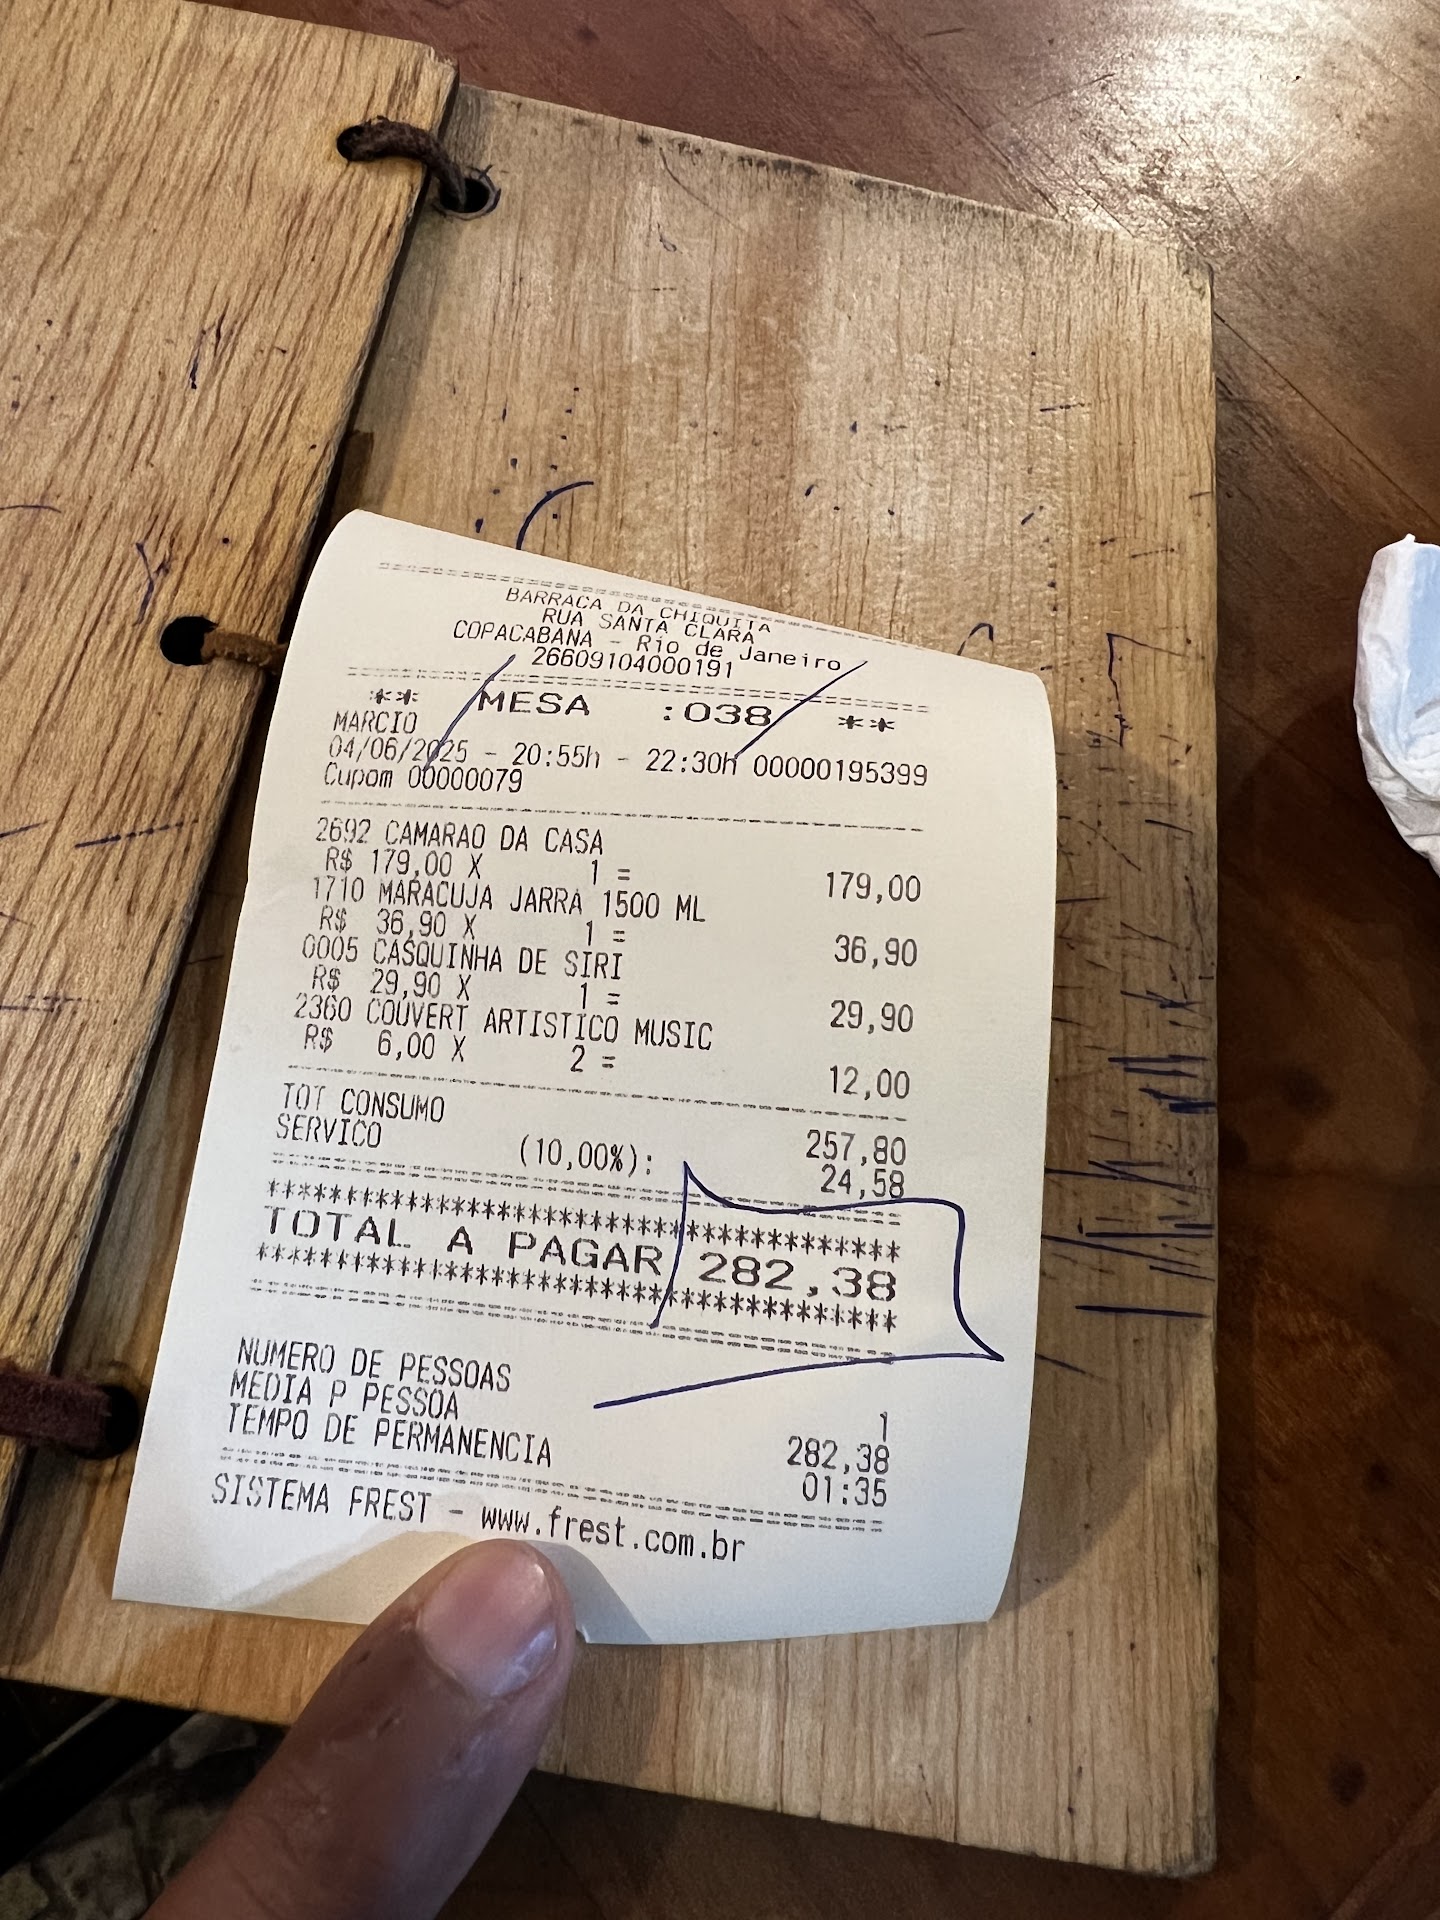 BARRACA DA CHIQUITA
RUA SANTA CLARA
COPACABANA - Rio de Janeiro
26609104000191
** MESA :038 **
MARCIO
04/06/2025 - 20:55h - 22:30h 00000195399
Cupom 00000079
2692 CAMARAO DA CASA
R$ 179,00 X 1 = 179,00
1710 MARACUJA JARRA 1500 ML
R$ 36,90 X 1 = 36,90
0005 CASQUINHA DE SIRI
R$ 29,90 X 1 = 29,90
2360 COUVERT ARTISTICO MUSIC
R$ 6,00 X 2 = 12,00
TOT CONSUMO 257,80
SERVICO (10,00%): 24,58
****************************************
TOTAL A PAGAR 282,38
****************************************
NUMERO DE PESSOAS 1
MEDIA P PESSOA 282,38
TEMPO DE PERMANENCIA 01:35
SISTEMA FREST - www.frest.com.br